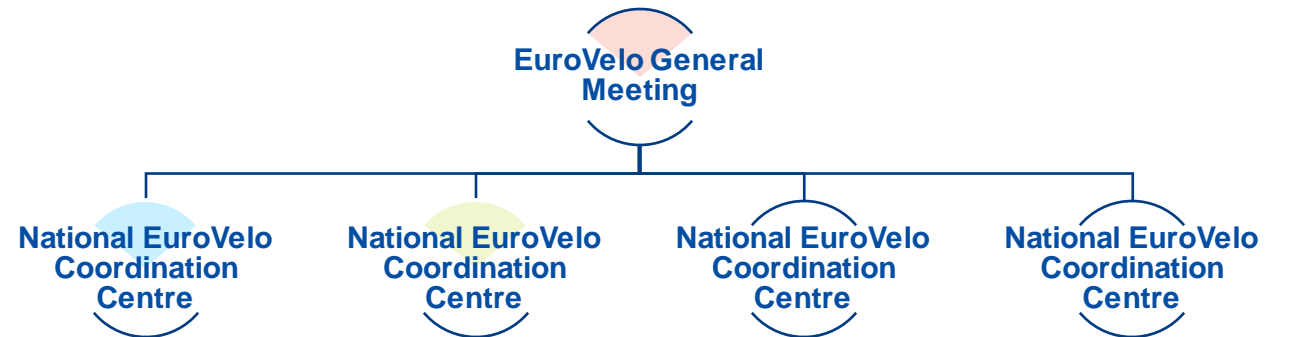 EuroVelo General
Meeting
National EuroVelo
Coordination
Centre
National EuroVelo
Coordination
Centre
National EuroVelo
Coordination
Centre
National EuroVelo
Coordination
Centre